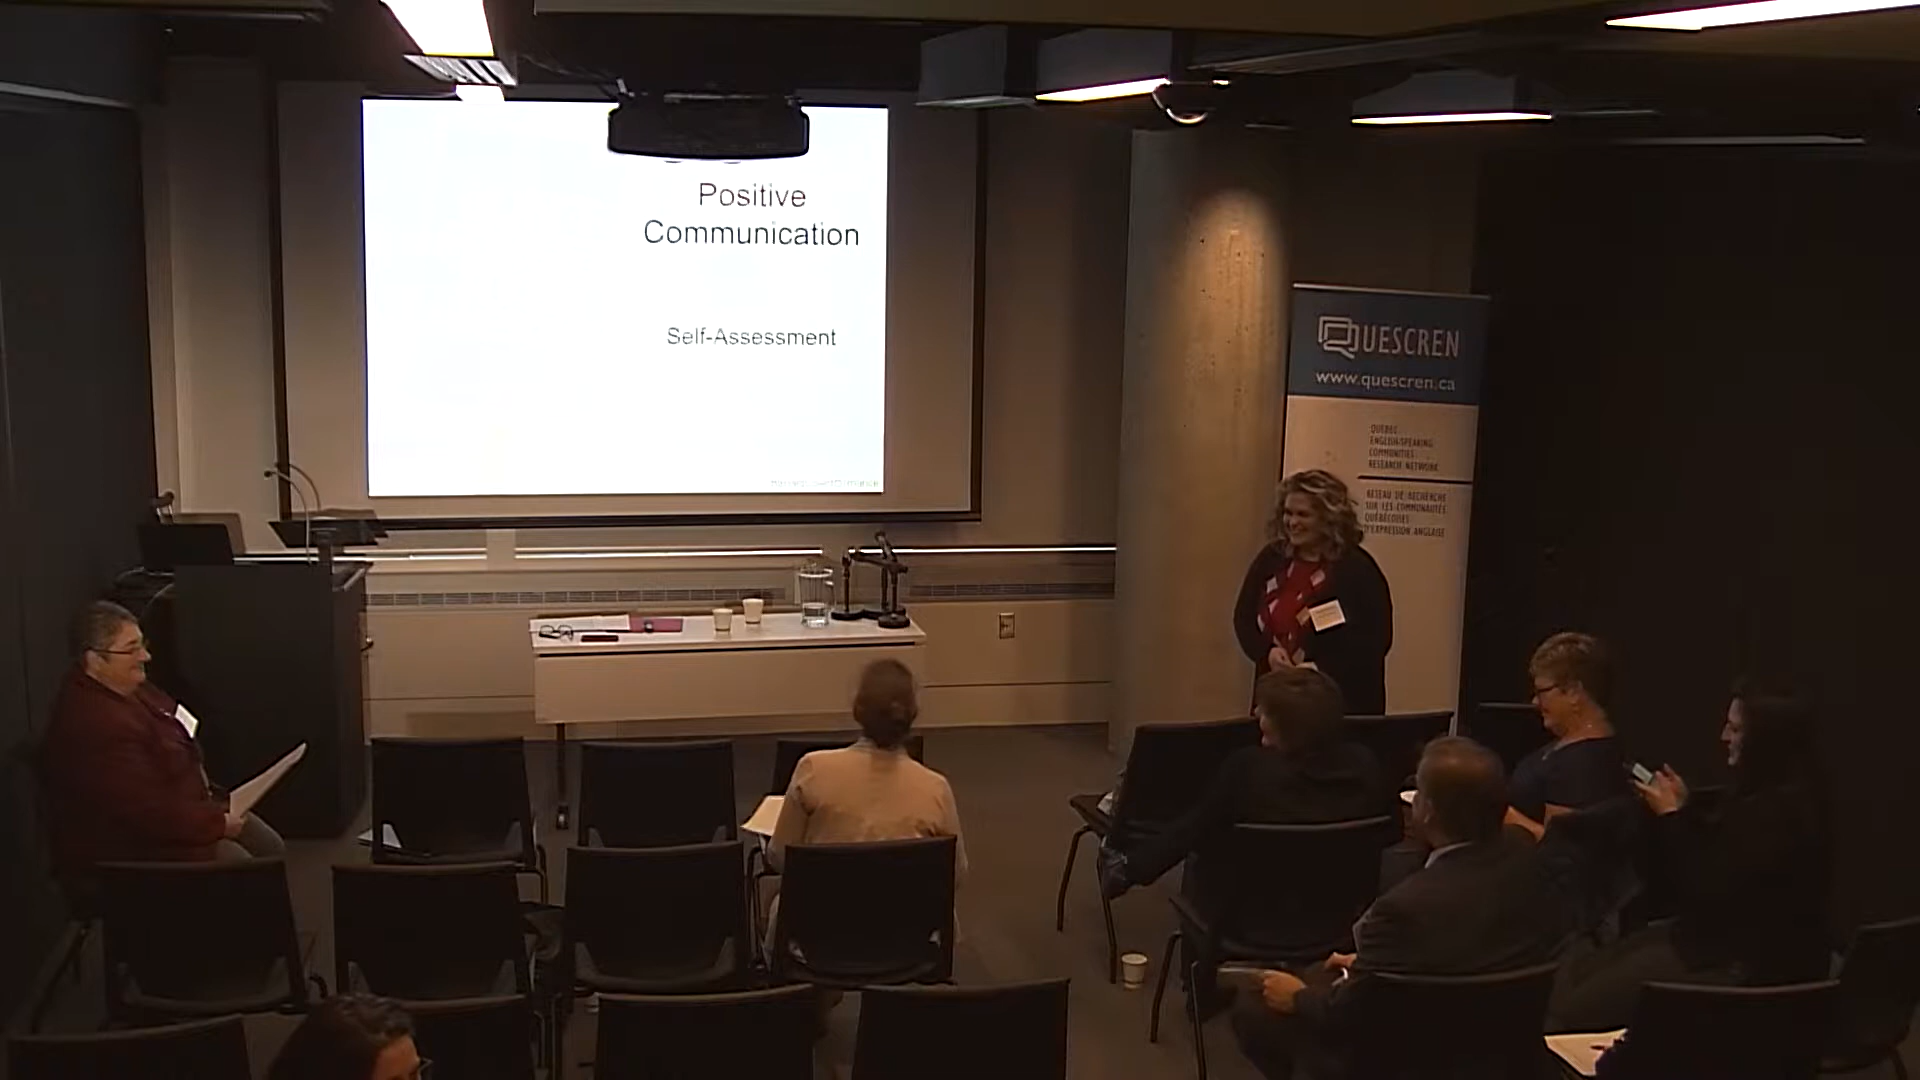 Positive
Communication
Self-Assessment
QUESCREN
www.quescren.ca
QUEBEC
ENGLISH-SPEAKING
COMMUNITIES
RESEARCH NETWORK
RÉSEAU DE RECHERCHE
SUR LES COMMUNAUTÉS
QUÉBÉCOISES
D'EXPRESSION ANGLAISE